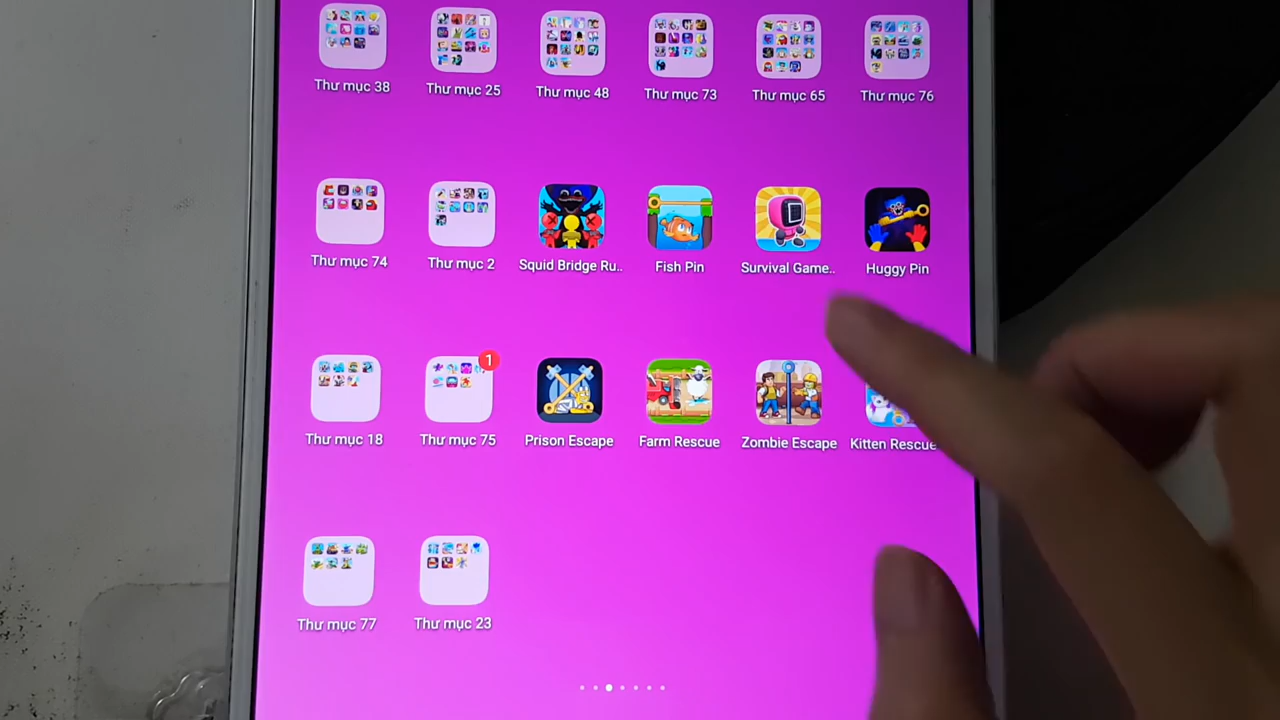 Thư mục 38
Thư mục 25
Thư mục 48
Thư mục 73
Thư mục 65
Thư mục 76
Thư mục 74
Thư mục 2
Squid Bridge Ru..
Fish Pin
Survival Game..
Huggy Pin
1
Thư mục 18
Thư mục 75
Prison Escape
Farm Rescue
Zombie Escape
Kitten Rescue
Thư mục 77
Thư mục 23